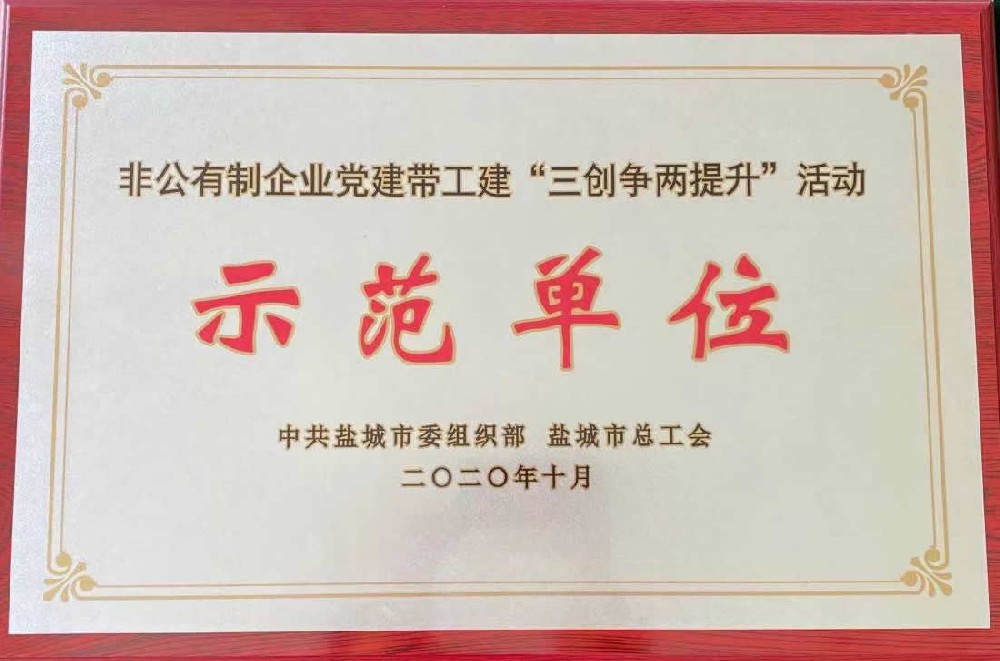 非公有制企业党建带工建“三创争两提升”活动
示范单位
中共盐城市委组织部 盐城市总工会
二〇二〇年十月